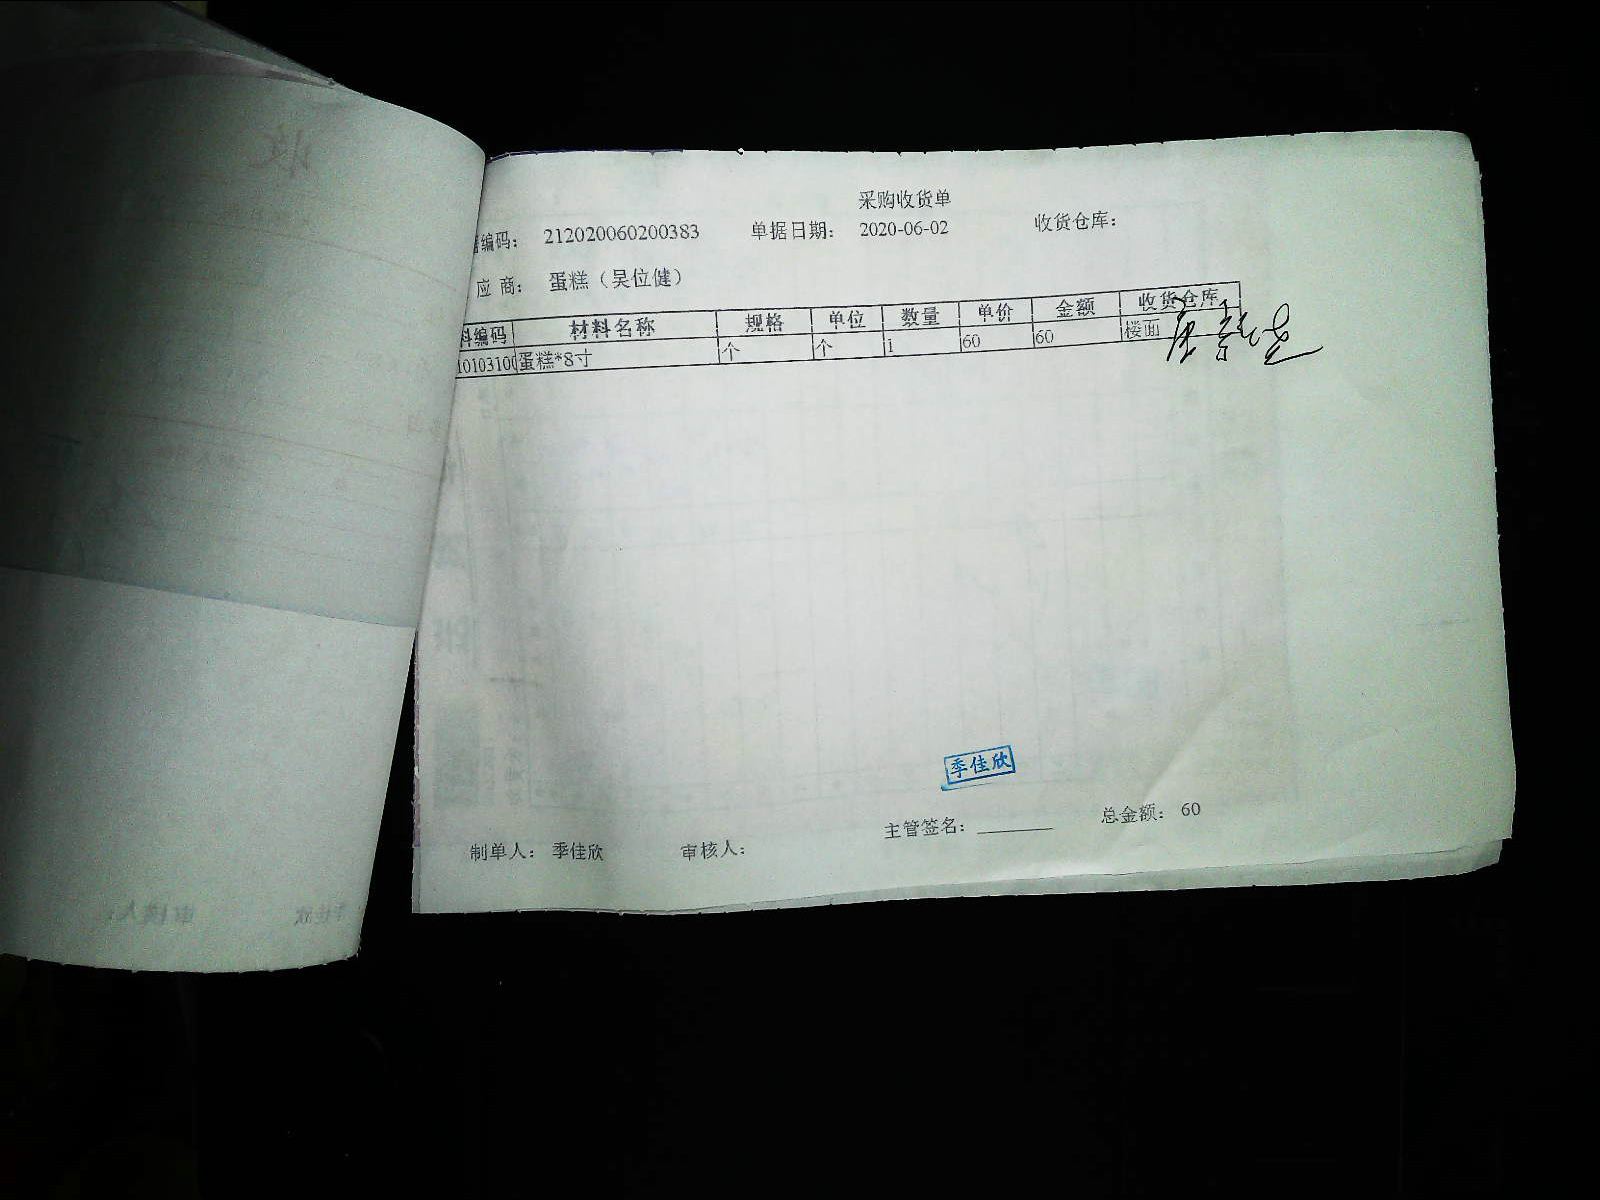 采购收货单
编码: 212020060200383 单据日期: 2020-06-02 收货仓库:
应 商: 蛋糕（吴位健）
料编码 材料名称 规格 单位 数量 单价 金额 收货仓库
10103100 蛋糕*8寸 个 个 1 60 60 楼面
季佳欣
主管签名: ________ 总金额: 60
制单人: 季佳欣 审核人: